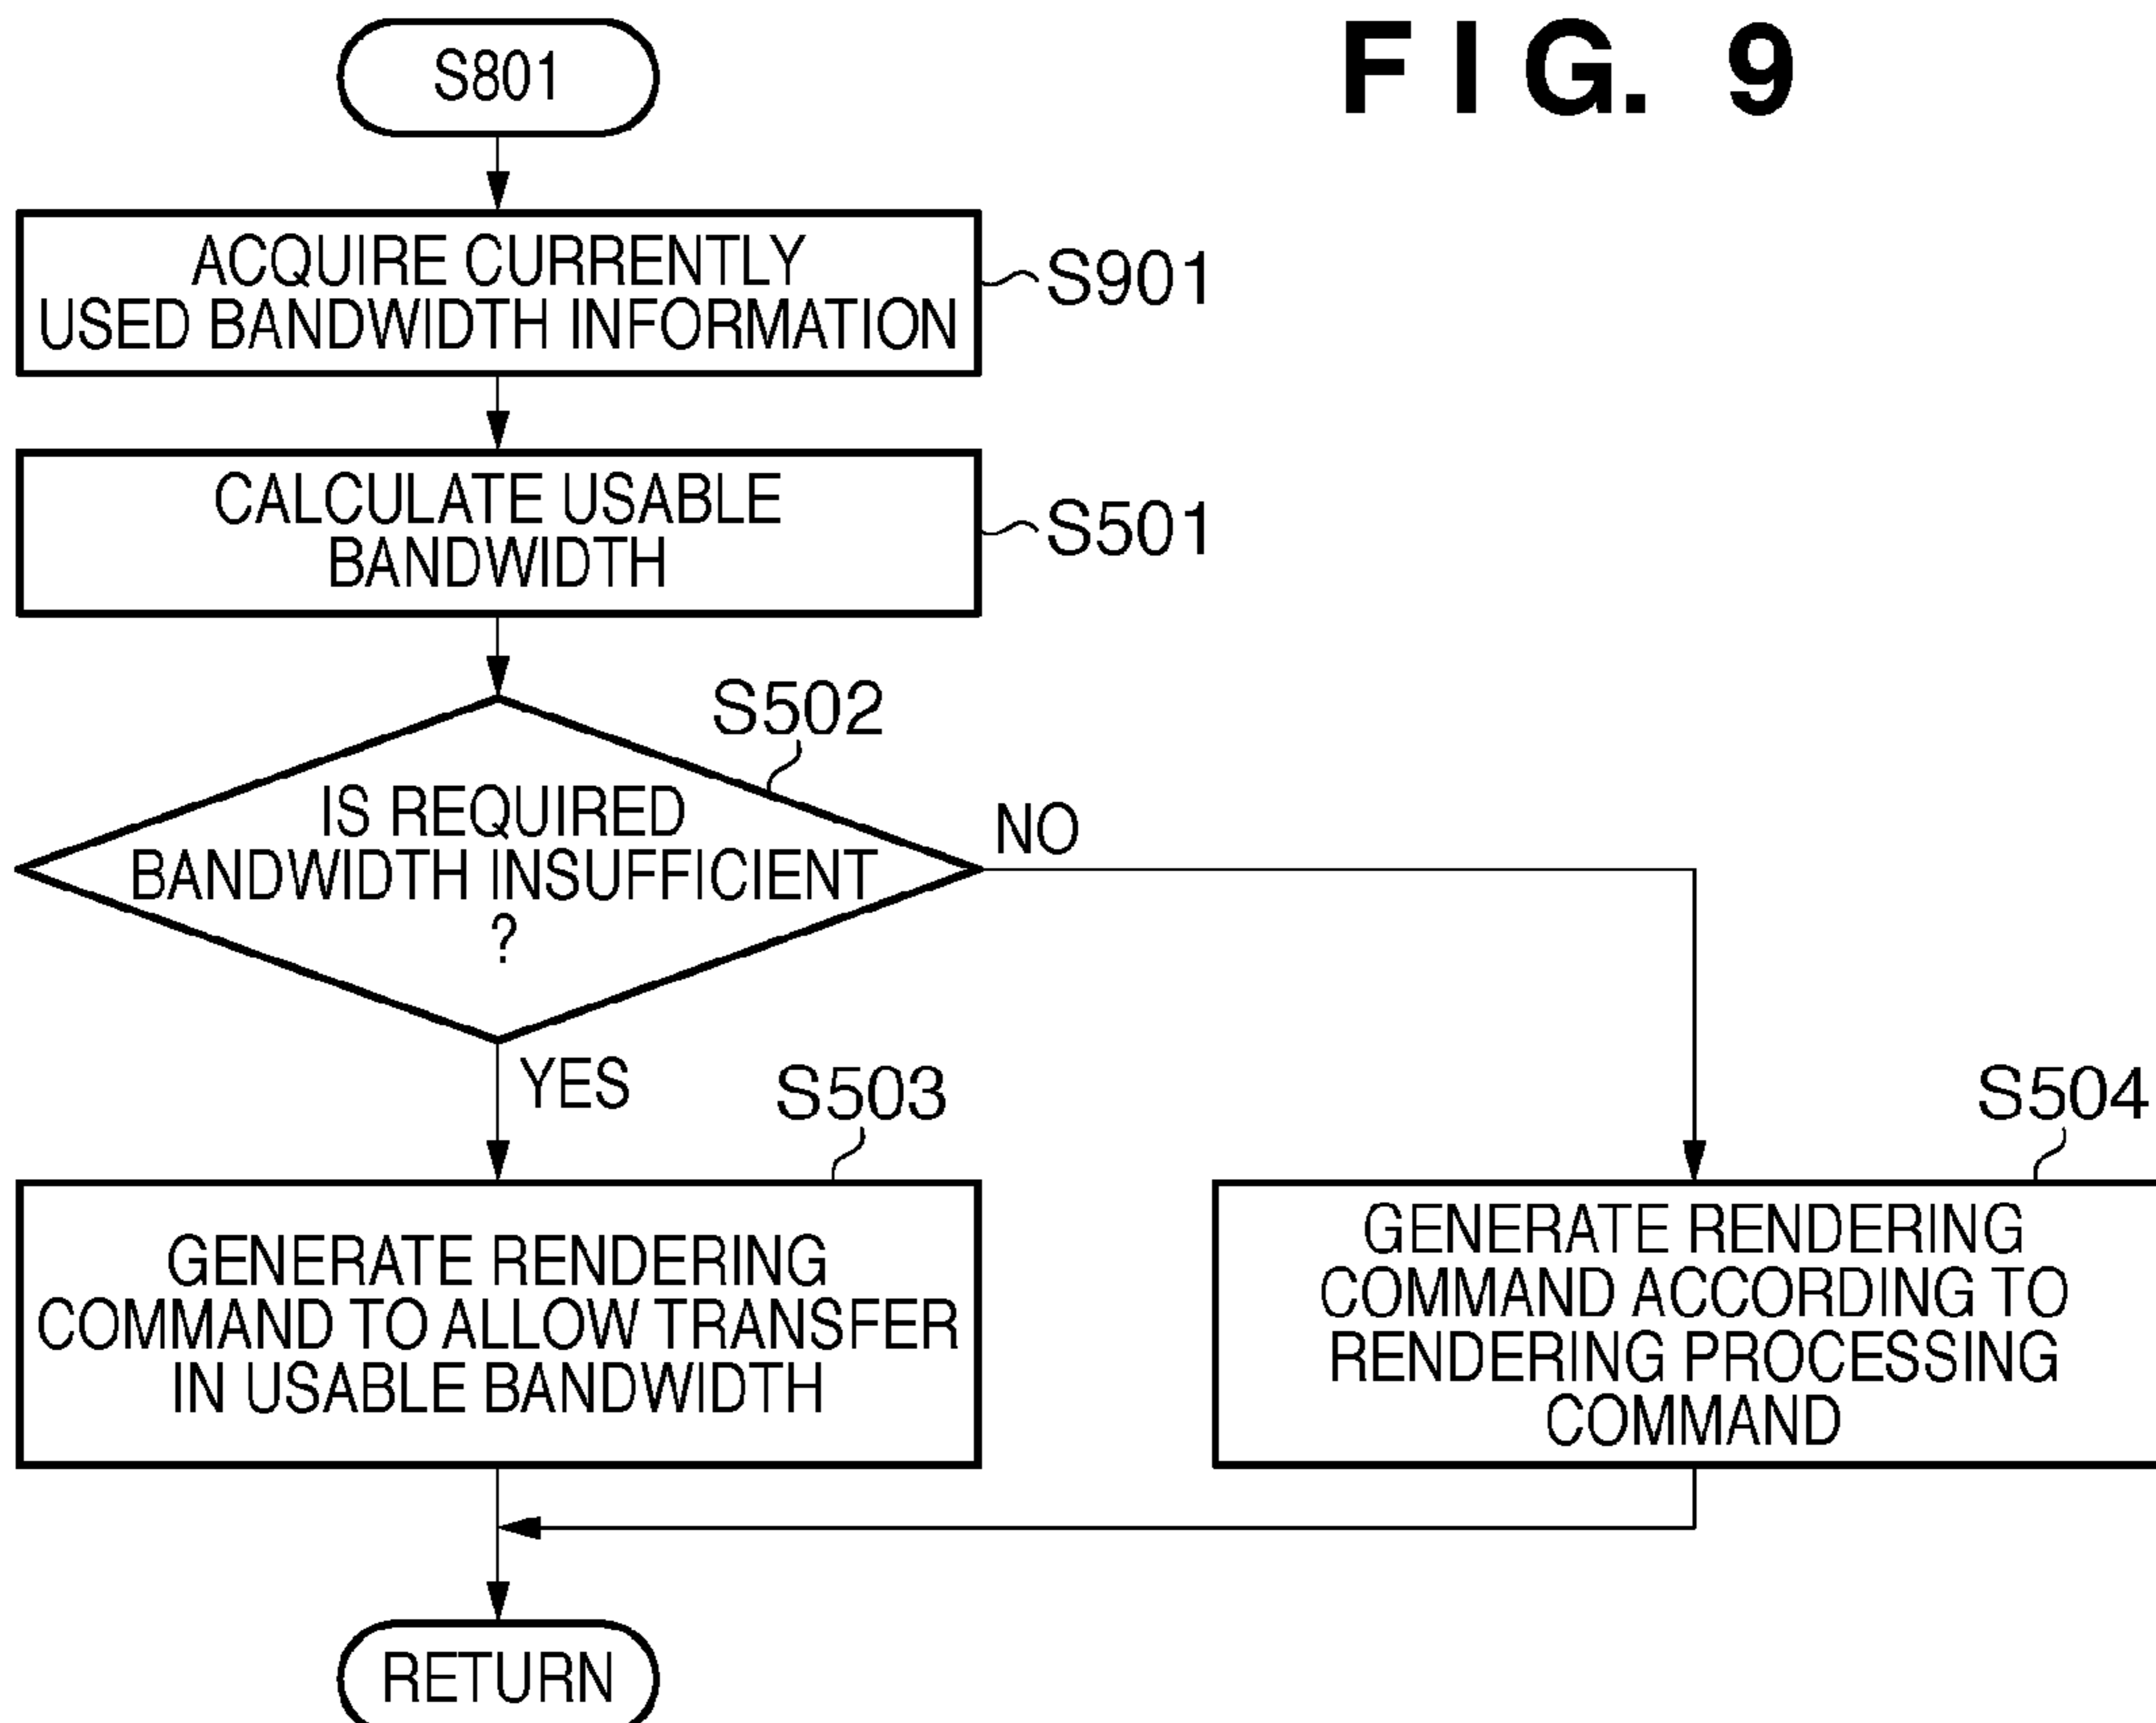 FIG. 9
S801
ACQUIRE CURRENTLY
USED BANDWIDTH INFORMATION
S901
CALCULATE USABLE
BANDWIDTH
S501
S502
IS REQUIRED
BANDWIDTH INSUFFICIENT
?
NO
YES
S503
GENERATE RENDERING
COMMAND TO ALLOW TRANSFER
IN USABLE BANDWIDTH
S504
GENERATE RENDERING
COMMAND ACCORDING TO
RENDERING PROCESSING
COMMAND
RETURN